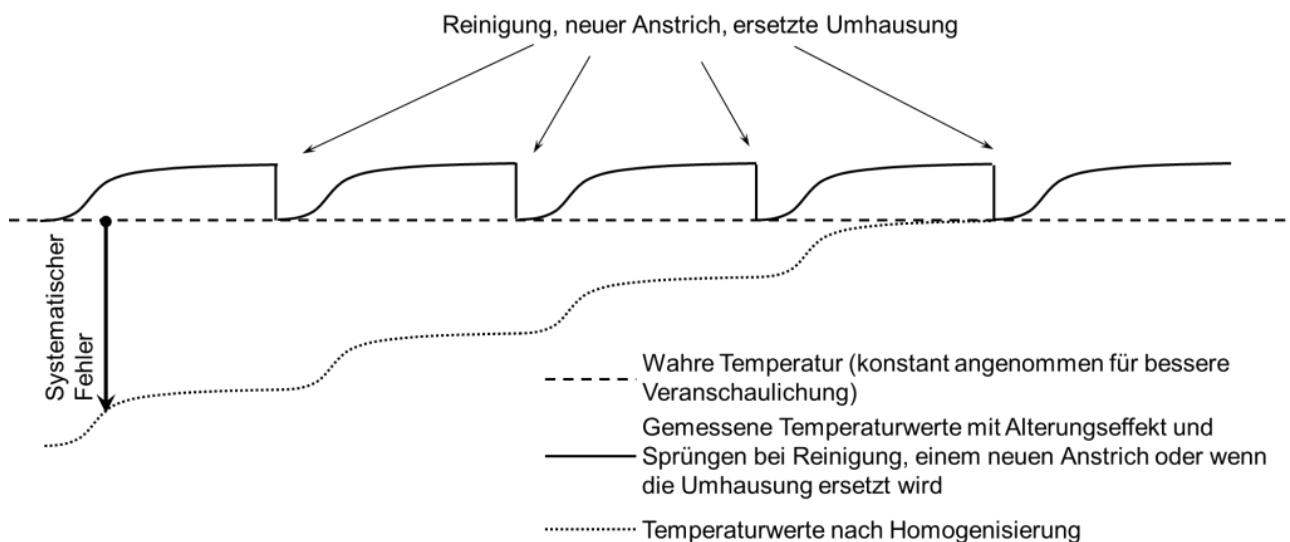 Reinigung, neuer Anstrich, ersetzte Umhausung
Systematischer
Fehler
Wahre Temperatur (konstant angenommen für bessere
Veranschaulichung)
Gemessene Temperaturwerte mit Alterungseffekt und
Sprüngen bei Reinigung, einem neuen Anstrich oder wenn
die Umhausung ersetzt wird
Temperaturwerte nach Homogenisierung